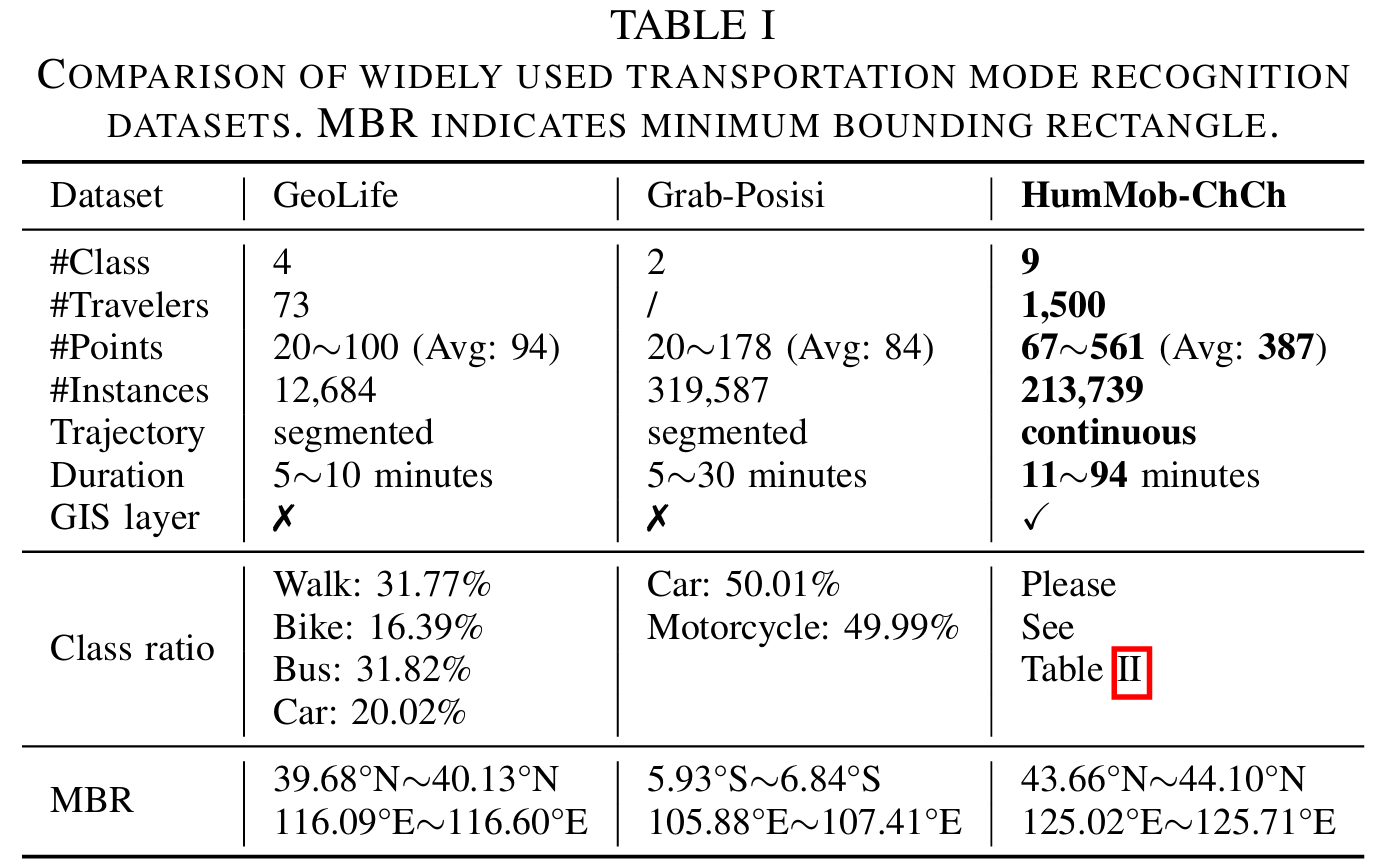 TABLE I
COMPARISON OF WIDELY USED TRANSPORTATION MODE RECOGNITION
DATASETS. MBR INDICATES MINIMUM BOUNDING RECTANGLE.
Dataset GeoLife Grab-Posisi HumMob-ChCh
#Class 4 2 9
#Travelers 73 / 1,500
#Points 20∼100 (Avg: 94) 20∼178 (Avg: 84) 67∼561 (Avg: 387)
#Instances 12,684 319,587 213,739
Trajectory segmented segmented continuous
Duration 5∼10 minutes 5∼30 minutes 11∼94 minutes
GIS layer ✗ ✗ ✓
Class ratio
Walk: 31.77% Car: 50.01% Please
Bike: 16.39% Motorcycle: 49.99% See
Bus: 31.82% Table II
Car: 20.02%
MBR
39.68°N∼40.13°N 5.93°S∼6.84°S 43.66°N∼44.10°N
116.09°E∼116.60°E 105.88°E∼107.41°E 125.02°E∼125.71°E